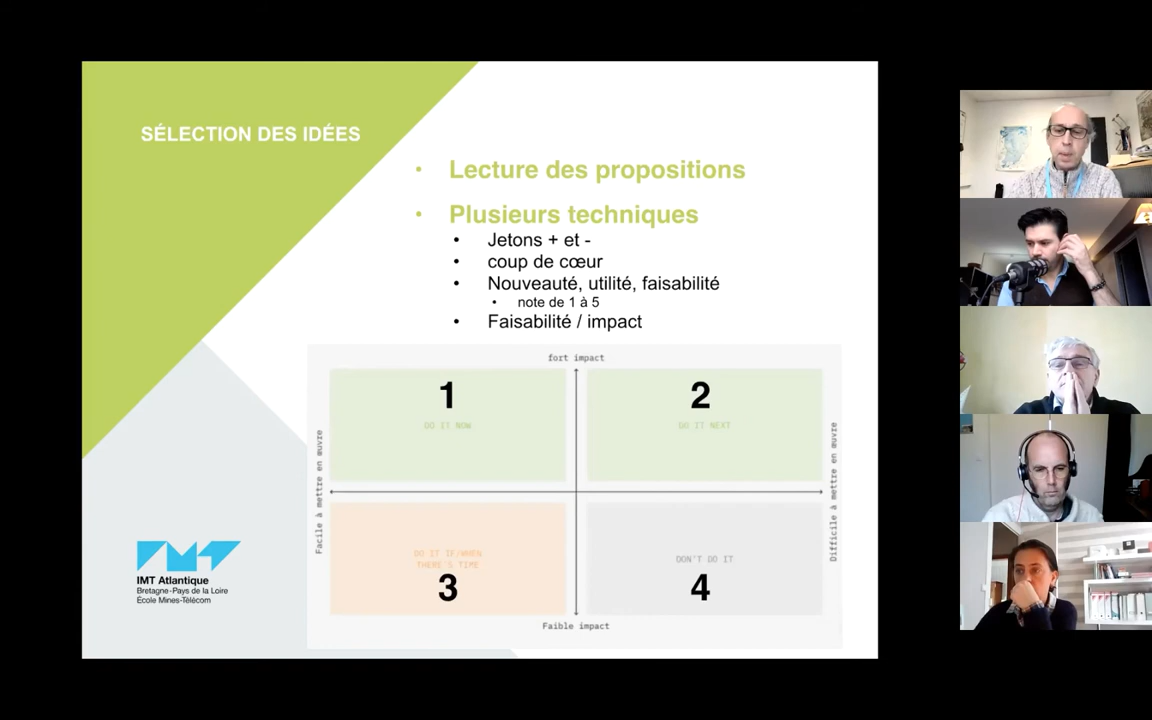 SÉLECTION DES IDÉES
• Lecture des propositions
• Plusieurs techniques
• Jetons + et -
• coup de cœur
• Nouveauté, utilité, faisabilité
• note de 1 à 5
• Faisabilité / impact
fort impact
1
DO IT NOW
2
DO IT NEXT
Facile à mettre en œuvre
Difficile à mettre en œuvre
DO IT IF/WHEN
THERE'S TIME
3
DON'T DO IT
4
Faible impact
IMT Atlantique
Bretagne-Pays de la Loire
École Mines-Télécom